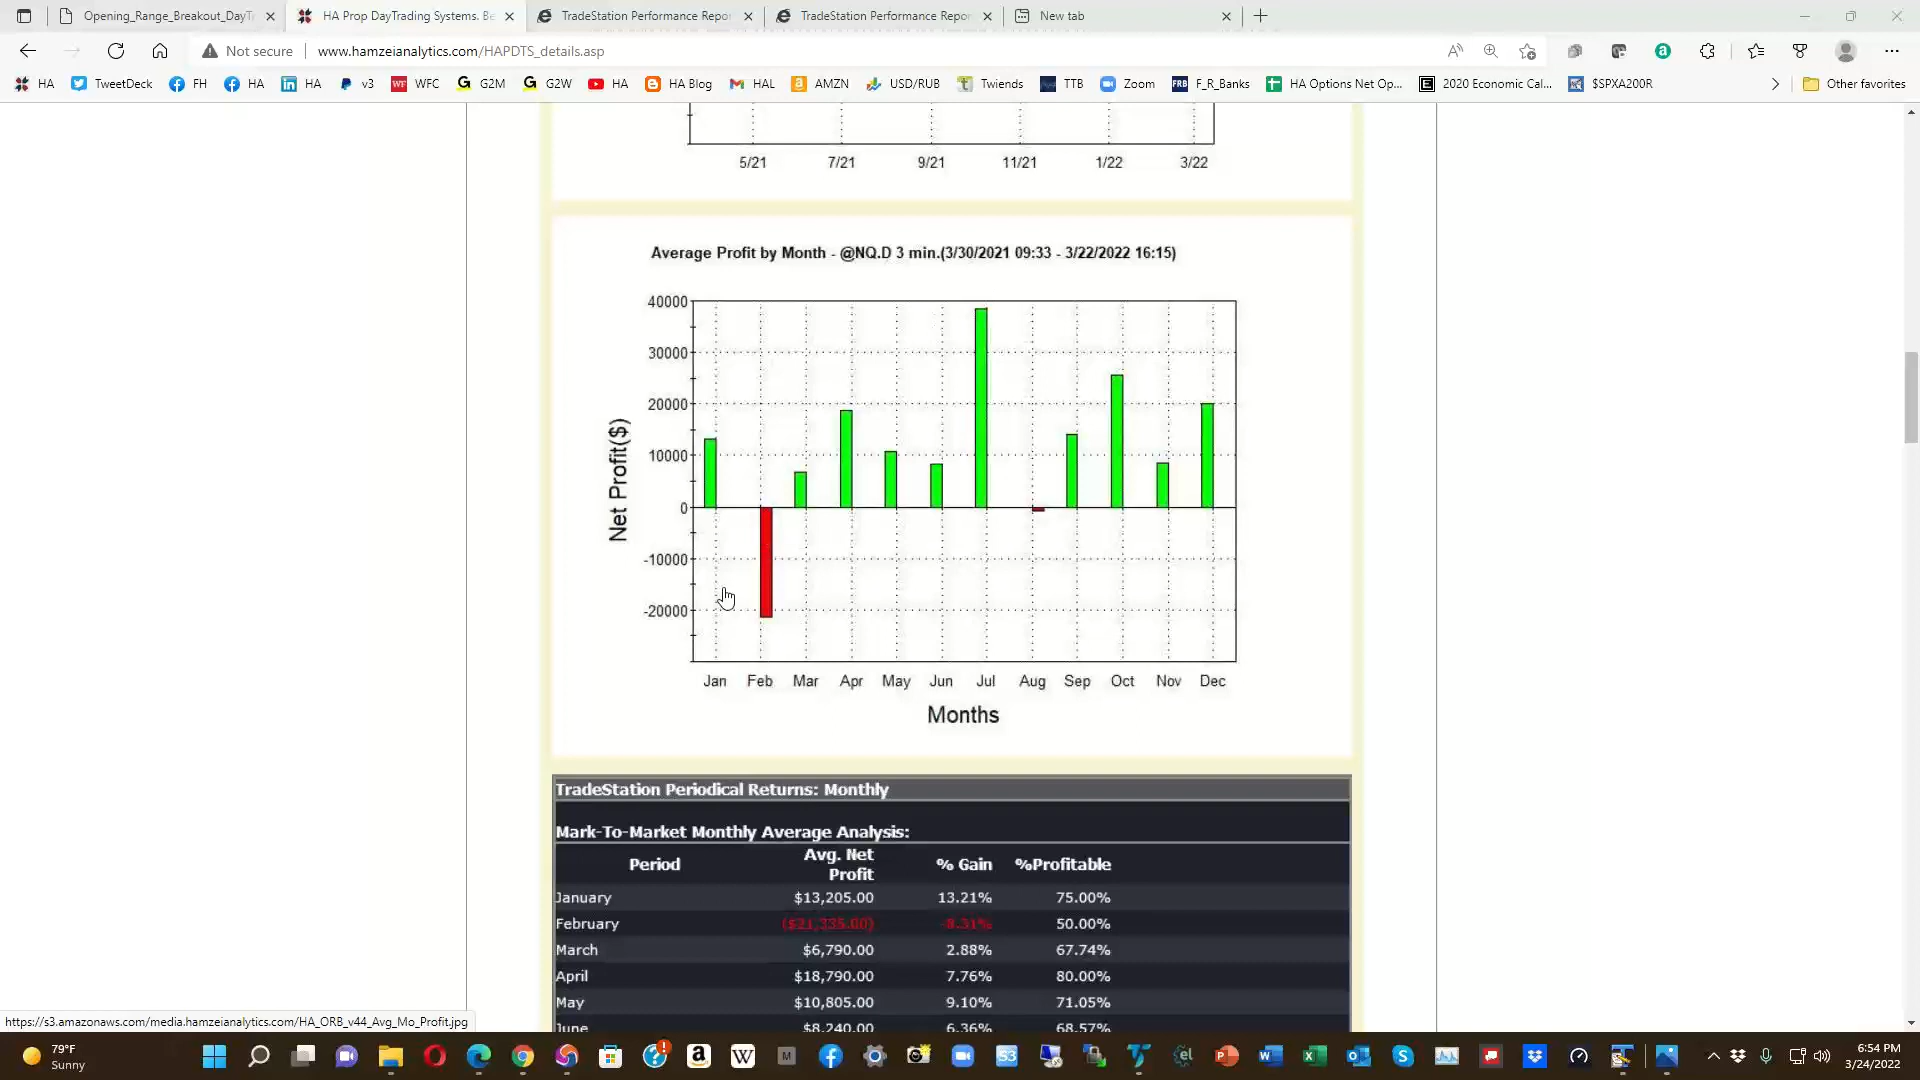 Opening_Range_Breakout_DayT
HA Prop DayTrading Systems. Be
TradeStation Performance Repor
TradeStation Performance Repor
New tab
Not secure
www.hamzeianalytics.com/HAPDTS_details.asp
HA
TweetDeck
FH
HA
HA
v3
WF WFC
G2M
G2W
HA
HA Blog
HAL
AMZN
USD/RUB
Twiends
TTB
Zoom
FRB F_R_Banks
HA Options Net Op...
2020 Economic Cal...
$SPXA200R
Other favorites
5/21 7/21 9/21 11/21 1/22 3/22
Average Profit by Month - @NQ.D 3 min.(3/30/2021 09:33 - 3/22/2022 16:15)
Net Profit($)
40000
30000
20000
10000
0
-10000
-20000
Jan Feb Mar Apr May Jun Jul Aug Sep Oct Nov Dec
Months
TradeStation Periodical Returns: Monthly
Mark-To-Market Monthly Average Analysis:
Period Avg. Net Profit % Gain %Profitable
January $13,205.00 13.21% 75.00%
February ($21,335.00) -8.31% 50.00%
March $6,790.00 2.88% 67.74%
April $18,790.00 7.76% 80.00%
May $10,805.00 9.10% 71.05%
June $8,240.00 6.36% 68.57%
https://s3.amazonaws.com/media.hamzeianalytics.com/HA_ORB_v44_Avg_Mo_Profit.jpg
79°F
Sunny
6:54 PM
3/24/2022